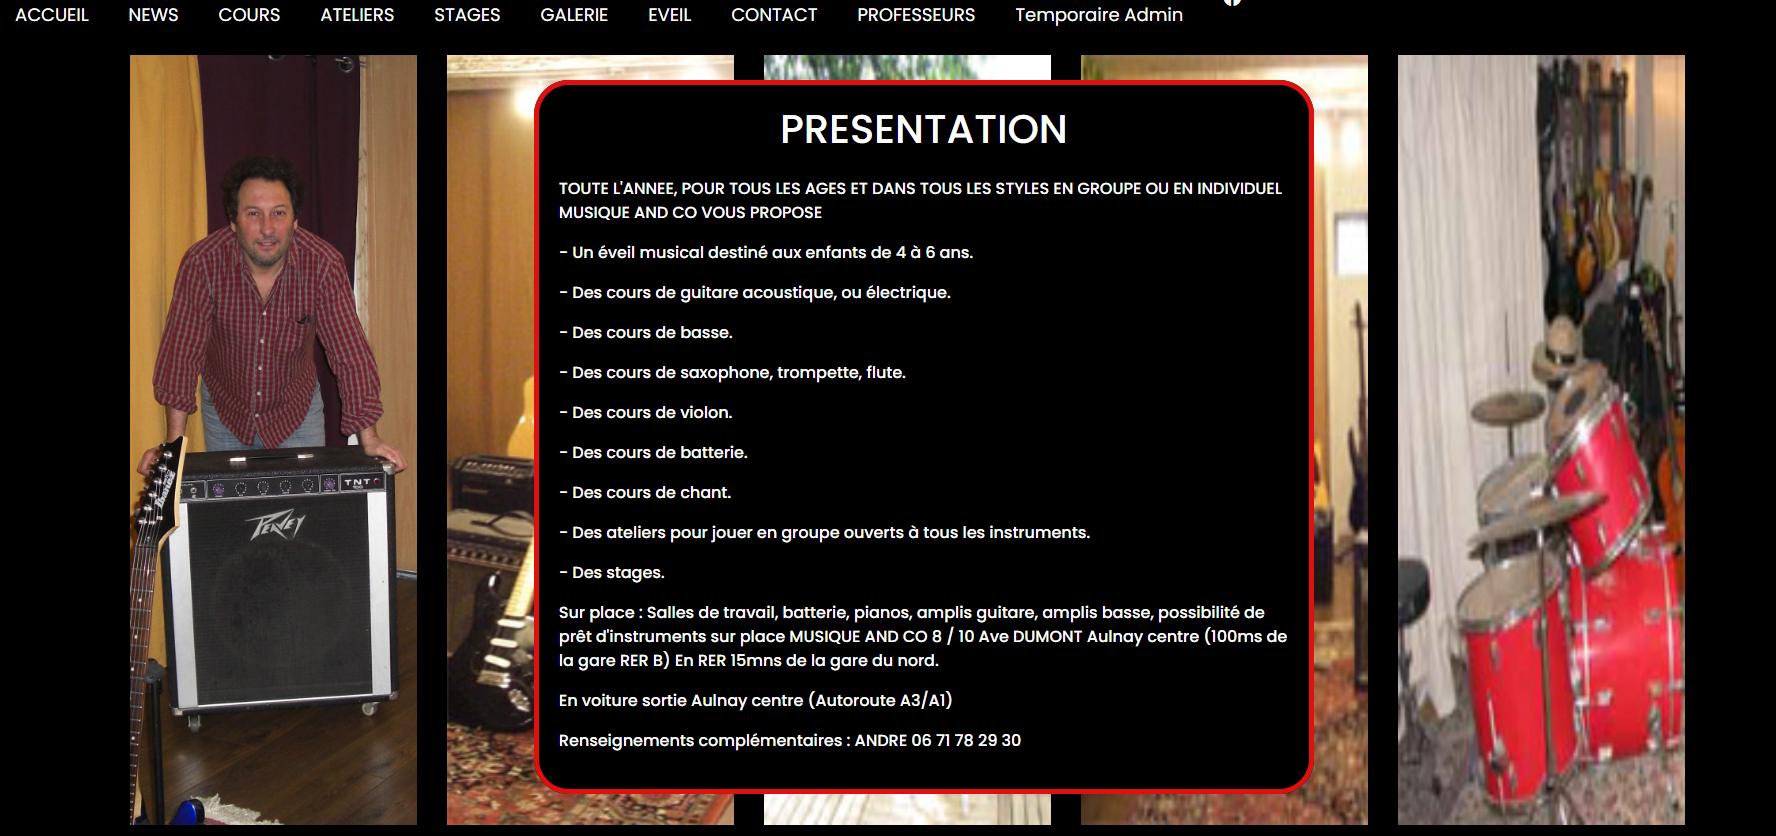 ACCUEIL NEWS COURS ATELIERS STAGES GALERIE EVEIL CONTACT PROFESSEURS Temporaire Admin
PRESENTATION
TOUTE L'ANNEE, POUR TOUS LES AGES ET DANS TOUS LES STYLES EN GROUPE OU EN INDIVIDUEL
MUSIQUE AND CO VOUS PROPOSE
- Un éveil musical destiné aux enfants de 4 à 6 ans.
- Des cours de guitare acoustique, ou électrique.
- Des cours de basse.
- Des cours de saxophone, trompette, flute.
- Des cours de violon.
- Des cours de batterie.
- Des cours de chant.
- Des ateliers pour jouer en groupe ouverts à tous les instruments.
- Des stages.
Sur place : Salles de travail, batterie, pianos, amplis guitare, amplis basse, possibilité de
prêt d'instruments sur place MUSIQUE AND CO 8 / 10 Ave DUMONT Aulnay centre (100ms de
la gare RER B) En RER 15mns de la gare du nord.
En voiture sortie Aulnay centre (Autoroute A3/A1)
Renseignements complémentaires : ANDRE 06 71 78 29 30
TNT
PEAVEY
Ibanez